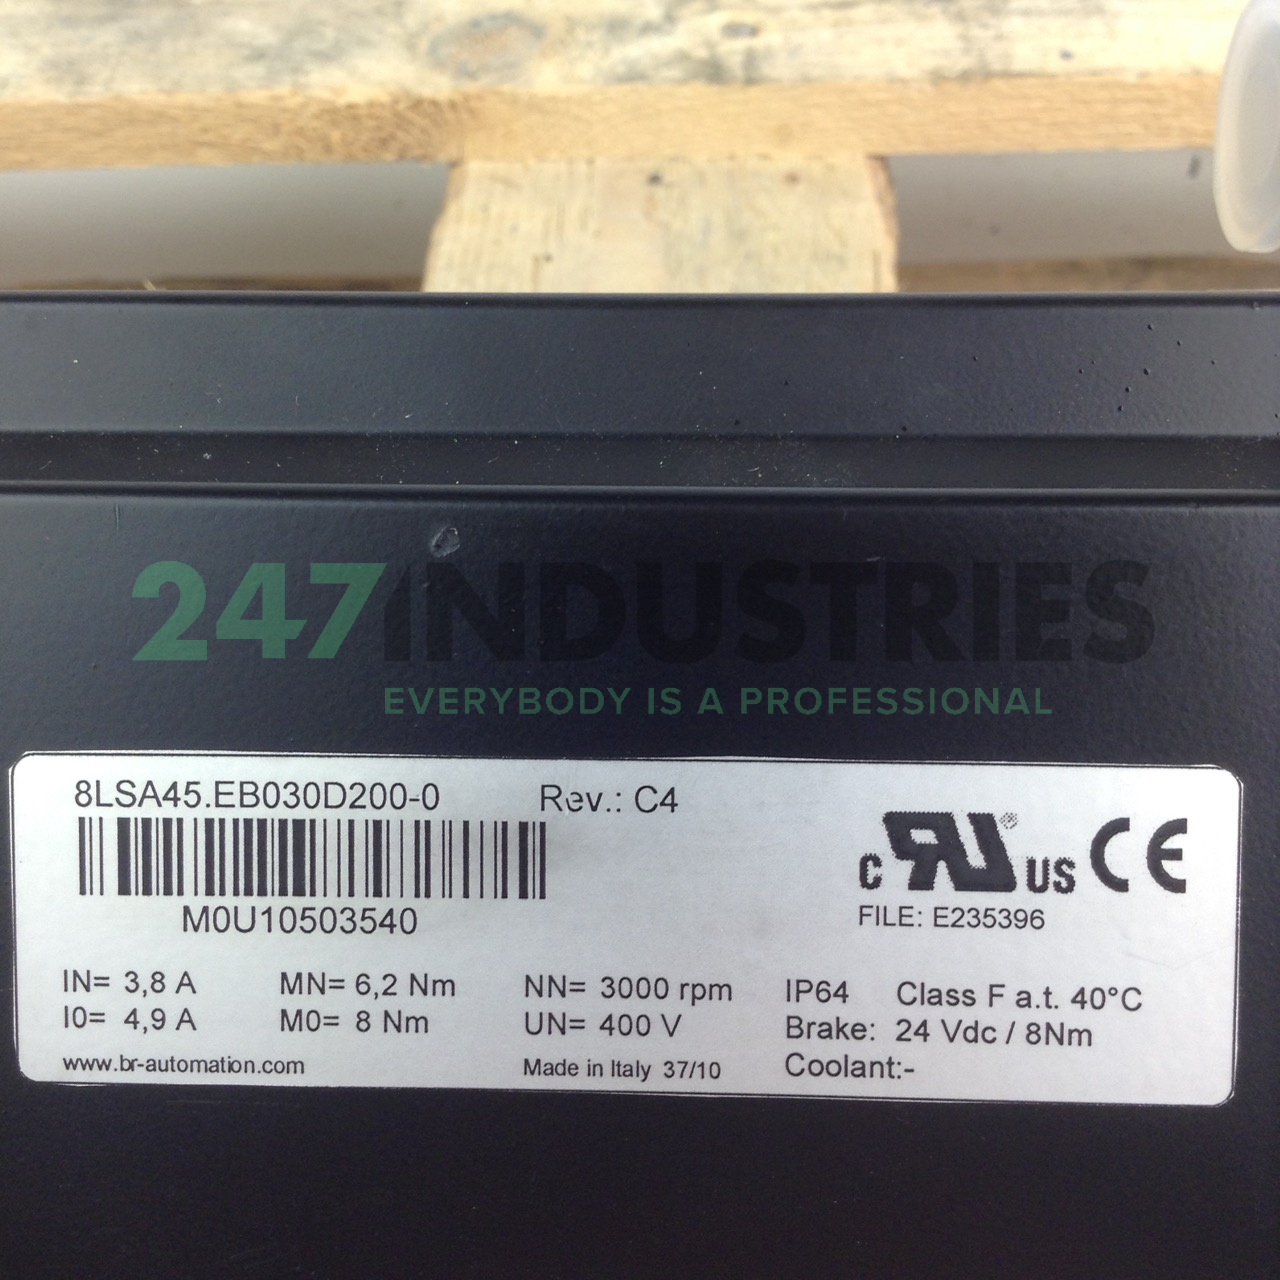 247INDUSTRIES
EVERYBODY IS A PROFESSIONAL
8LSA45.EB030D200-0 Rev.: C4
M0U10503540
c RU ® US CE
FILE: E235396
IN= 3,8 A MN= 6,2 Nm NN= 3000 rpm IP64 Class F a.t. 40°C
I0= 4,9 A M0= 8 Nm UN= 400 V Brake: 24 Vdc / 8Nm
www.br-automation.com Made in Italy 37/10 Coolant:-